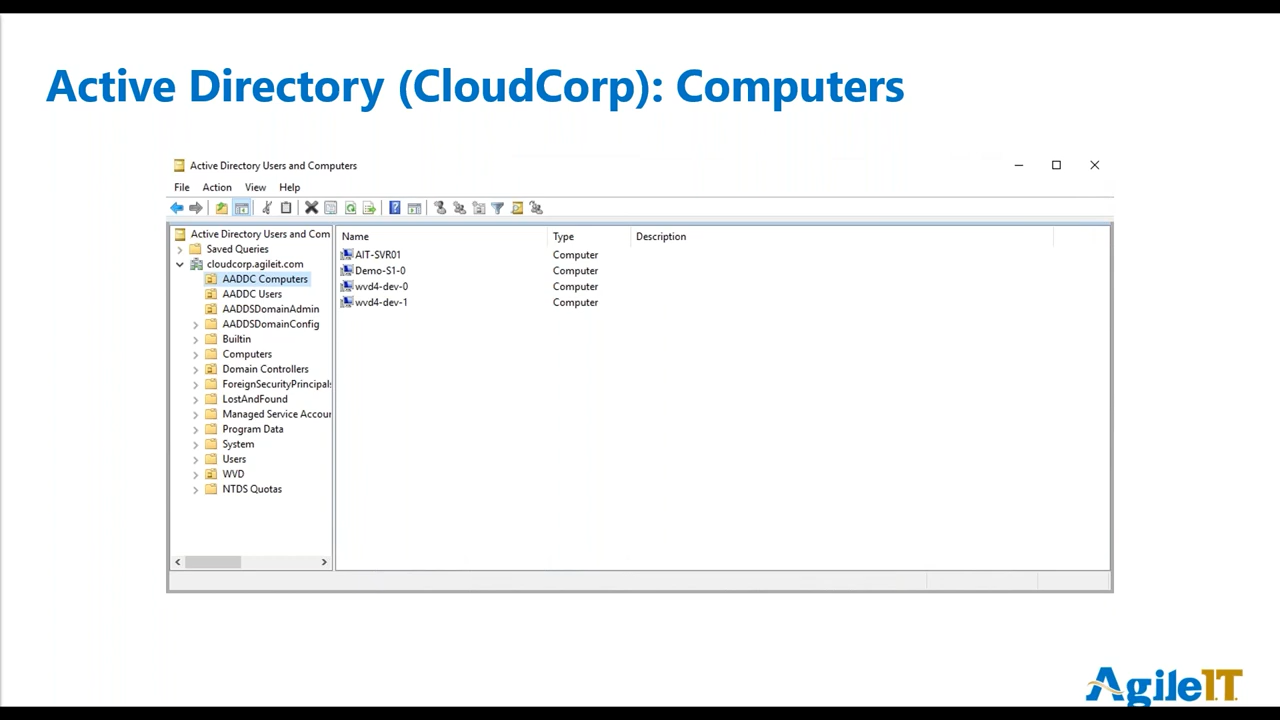 Active Directory (CloudCorp): Computers
Active Directory Users and Computers
File Action View Help
Active Directory Users and Com
Saved Queries
cloudcorp.agileit.com
AADDC Computers
AADDC Users
AADDSDomainAdmin
AADDSDomainConfig
Builtin
Computers
Domain Controllers
ForeignSecurityPrincipals
LostAndFound
Managed Service Accour
Program Data
System
Users
WVD
NTDS Quotas
Name Type Description
AIT-SVR01 Computer
Demo-S1-0 Computer
wvd4-dev-0 Computer
wvd4-dev-1 Computer
AgileI.T.